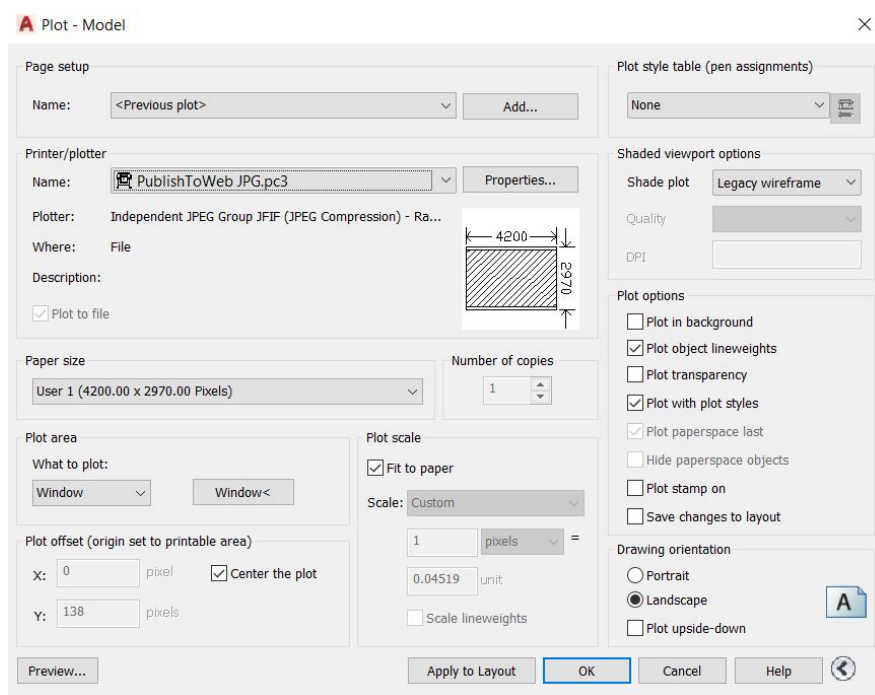 A Plot - Model
Page setup
Name: <Previous plot> Add...
Plot style table (pen assignments)
None
Printer/plotter
Name: PublishToWeb JPG.pc3 Properties...
Plotter: Independent JPEG Group JFIF (JPEG Compression) - Ra...
Where: File
Description:
Plot to file
4200
2970
Shaded viewport options
Shade plot Legacy wireframe
Quality
DPI
Paper size
User 1 (4200.00 x 2970.00 Pixels)
Number of copies
1
Plot options
Plot in background
Plot object lineweights
Plot transparency
Plot with plot styles
Plot paperspace last
Hide paperspace objects
Plot stamp on
Save changes to layout
Plot area
What to plot:
Window Window<
Plot scale
Fit to paper
Scale: Custom
1 pixels =
0.04519 unit
Scale lineweights
Plot offset (origin set to printable area)
X: 0 pixel Center the plot
Y: 138 pixels
Drawing orientation
Portrait
Landscape
Plot upside-down
A
Preview... Apply to Layout OK Cancel Help